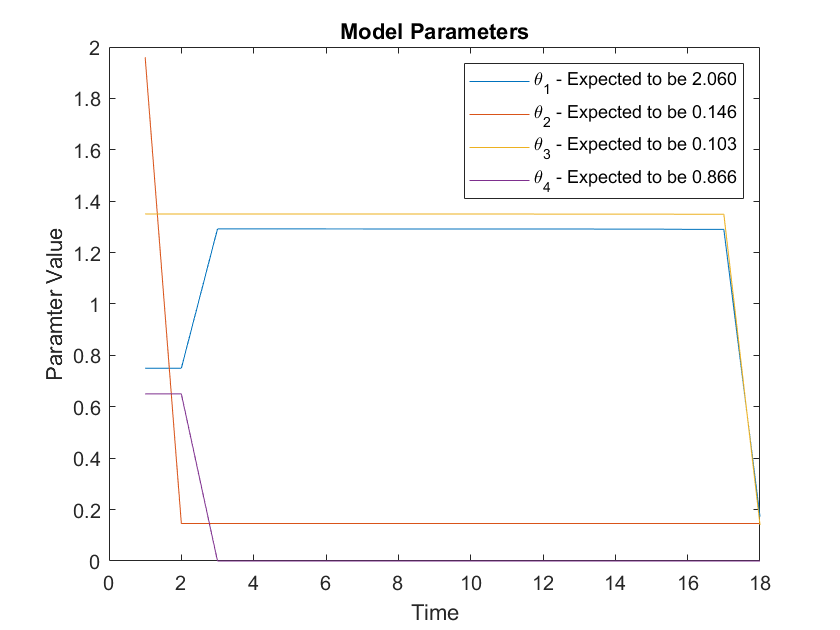 Model Parameters
θ1 - Expected to be 2.060
θ2 - Expected to be 0.146
θ3 - Expected to be 0.103
θ4 - Expected to be 0.866
Paramter Value
2
1.8
1.6
1.4
1.2
1
0.8
0.6
0.4
0.2
0
0 2 4 6 8 10 12 14 16 18
Time